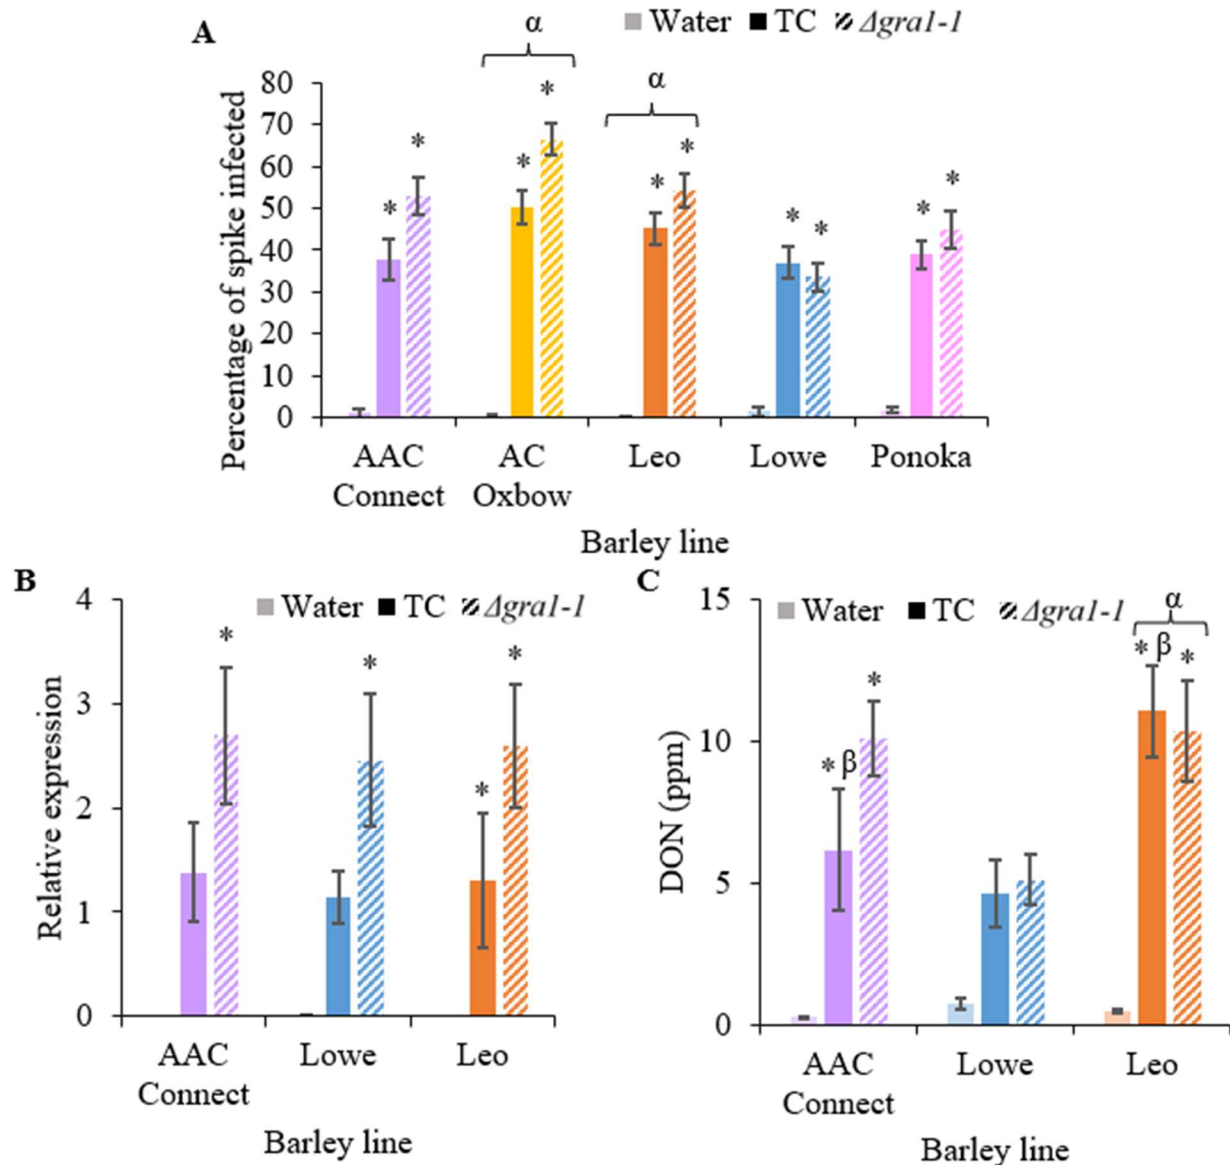 A
Water TC Δgra1-1
α
α
80
70
60
50
40
30
20
10
0
Percentage of spike infected
* * * * * * * * * *
AAC Connect
AC Oxbow
Leo
Lowe
Ponoka
Barley line
B
Water TC Δgra1-1
4
3
2
1
0
Relative expression
* * * *
AAC Connect
Lowe
Leo
Barley line
C
Water TC Δgra1-1
α
15
10
5
0
DON (ppm)
*β * *β *
AAC Connect
Lowe
Leo
Barley line